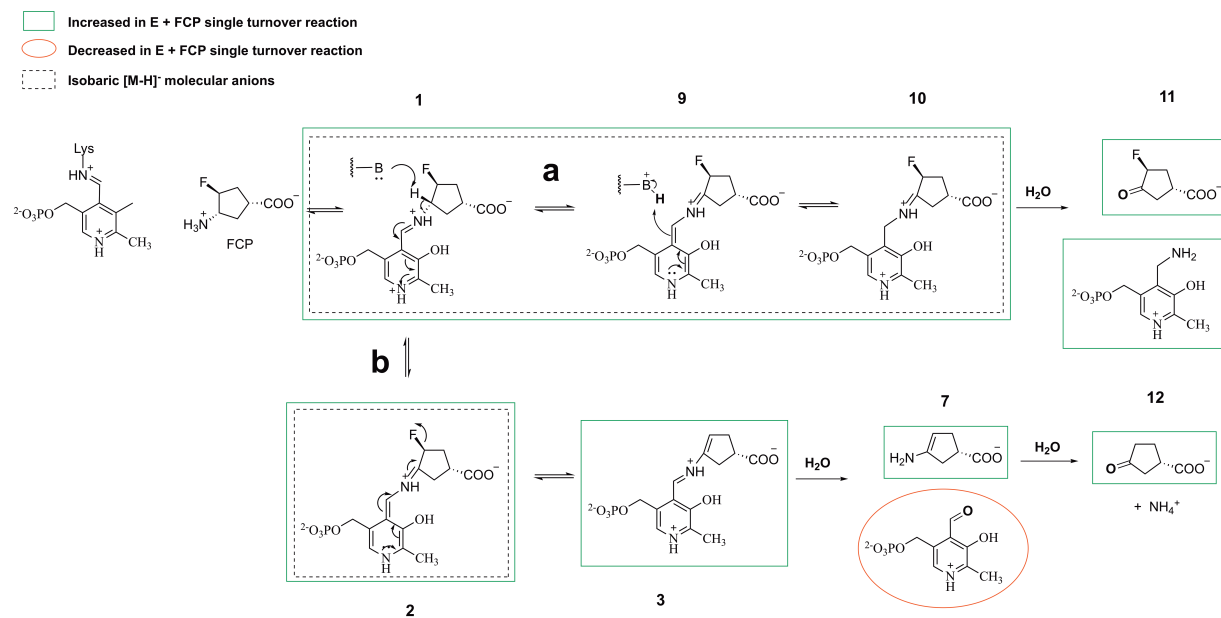 Increased in E + FCP single turnover reaction
Decreased in E + FCP single turnover reaction
Isobaric [M-H]- molecular anions
1
9
10
11
Lys
HN+
2-O3PO
N+
H
CH3
F
H3N+
COO−
FCP
B
F
H
a
COO−
NH+
OH
2-O3PO
+N
H
CH3
B+
H
F
COO−
NH+
OH
2-O3PO
N
H
CH3
F
COO−
NH+
OH
2-O3PO
N+
H
CH3
H2O
F
O
COO−
NH2
OH
2-O3PO
N+
H
CH3
b
7
12
F
COO−
NH+
OH
2-O3PO
N
H
CH3
2
COO−
NH+
OH
2-O3PO
N+
H
CH3
3
H2O
H2N
COO−
H2O
O
COO−
+ NH4+
O
OH
2-O3PO
N+
H
CH3